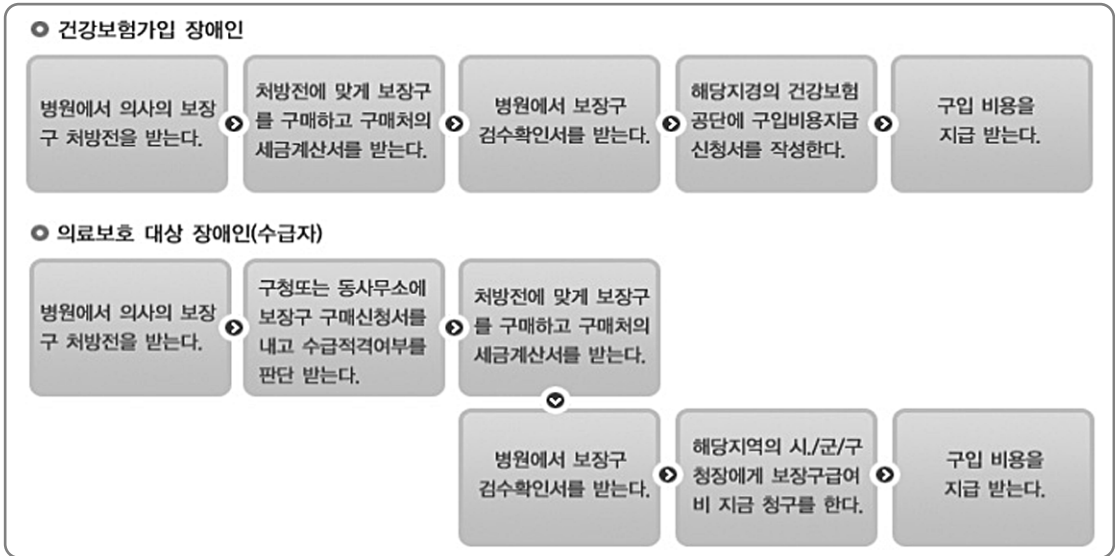 건강보험가입 장애인
병원에서 의사의 보장
구 처방전을 받는다.
처방전에 맞게 보장구
를 구매하고 구매처의
세금계산서를 받는다.
병원에서 보장구
검수확인서를 받는다.
해당지경의 건강보험
공단에 구입비용지급
신청서를 작성한다.
구입 비용을
지급 받는다.
의료보호 대상 장애인(수급자)
병원에서 의사의 보장
구 처방전을 받는다.
구청또는 동사무소에
보장구 구매신청서를
내고 수급적격여부를
판단 받는다.
처방전에 맞게 보장구
를 구매하고 구매처의
세금계산서를 받는다.
병원에서 보장구
검수확인서를 받는다.
해당지역의 시./군/구
청장에게 보장구급여
비 지금 청구를 한다.
구입 비용을
지급 받는다.